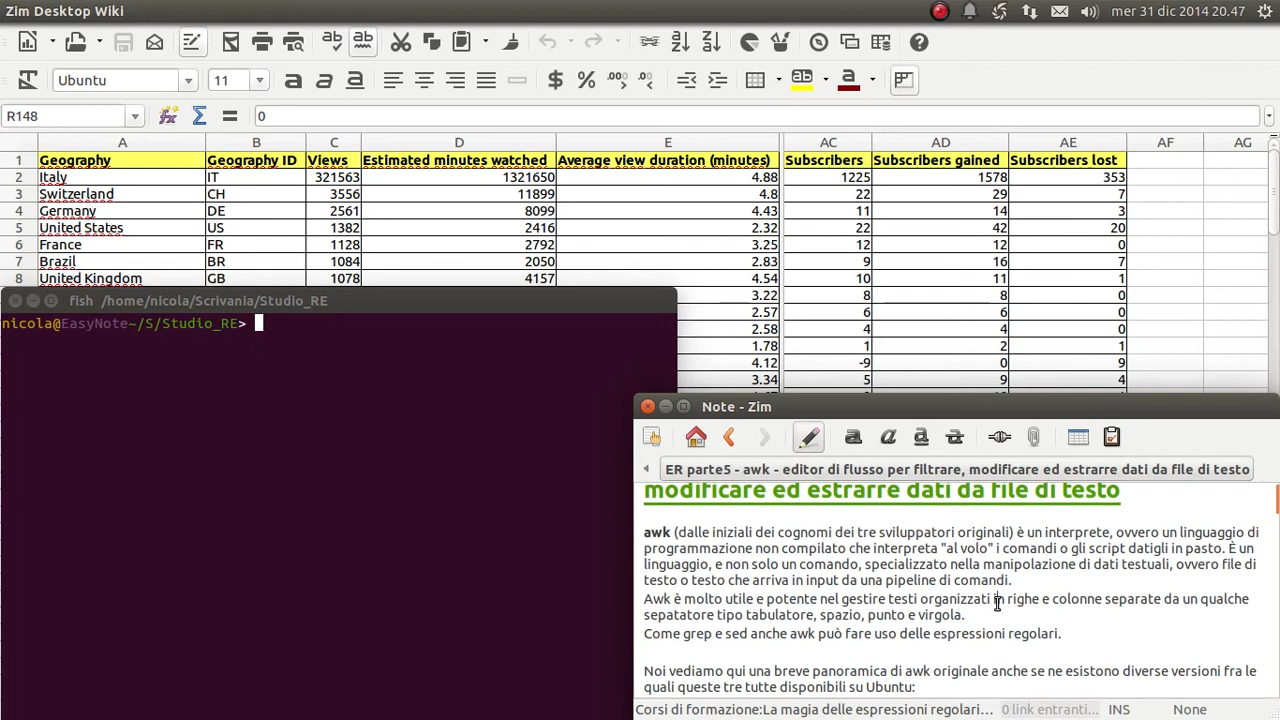 Zim Desktop Wiki
mer 31 dic 2014 20.47
Ubuntu
11
R148
0
A B C D E AC AD AE AF AG
1 Geography Geography ID Views Estimated minutes watched Average view duration (minutes) Subscribers Subscribers gained Subscribers lost
2 Italy IT 321563 1321650 4.88 1225 1578 353
3 Switzerland CH 3556 11899 4.8 22 29 7
4 Germany DE 2561 8099 4.43 11 14 3
5 United States US 1382 2416 2.32 22 42 20
6 France FR 1128 2792 3.25 12 12 0
7 Brazil BR 1084 2050 2.83 9 16 7
8 United Kingdom GB 1078 4157 4.54 10 11 1
3.22 8 8 0
2.57 6 6 0
2.58 4 4 0
1.78 1 2 1
4.12 -9 0 9
3.34 5 9 4
fish /home/nicola/Scrivania/Studio_RE
nicola@EasyNote~/S/Studio_RE>
Note - Zim
ER parte5 - awk - editor di flusso per filtrare, modificare ed estrarre dati da file di testo
modificare ed estrarre dati da file di testo
awk (dalle iniziali dei cognomi dei tre sviluppatori originali) è un interprete, ovvero un linguaggio di
programmazione non compilato che interpreta "al volo" i comandi o gli script datigli in pasto. È un
linguaggio, e non solo un comando, specializzato nella manipolazione di dati testuali, ovvero file di
testo o testo che arriva in input da una pipeline di comandi.
Awk è molto utile e potente nel gestire testi organizzati in righe e colonne separate da un qualche
sepatatore tipo tabulatore, spazio, punto e virgola.
Come grep e sed anche awk può fare uso delle espressioni regolari.
Noi vediamo qui una breve panoramica di awk originale anche se ne esistono diverse versioni fra le
quali queste tre tutte disponibili su Ubuntu:
Corsi di formazione:La magia delle espressioni regolari... 0 link entranti... INS None